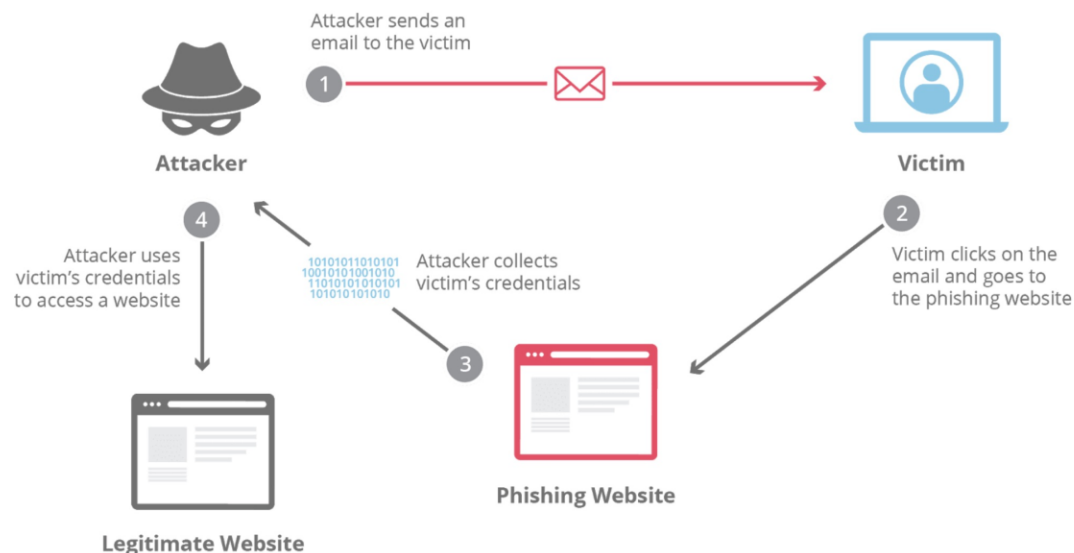 Attacker sends an
email to the victim
1
Attacker
Victim
2
Victim clicks on the
email and goes to
the phishing website
4
Attacker uses
victim's credentials
to access a website
10101011010101
10010101001010
11010101010101
101010101010
Attacker collects
victim's credentials
3
Phishing Website
Legitimate Website